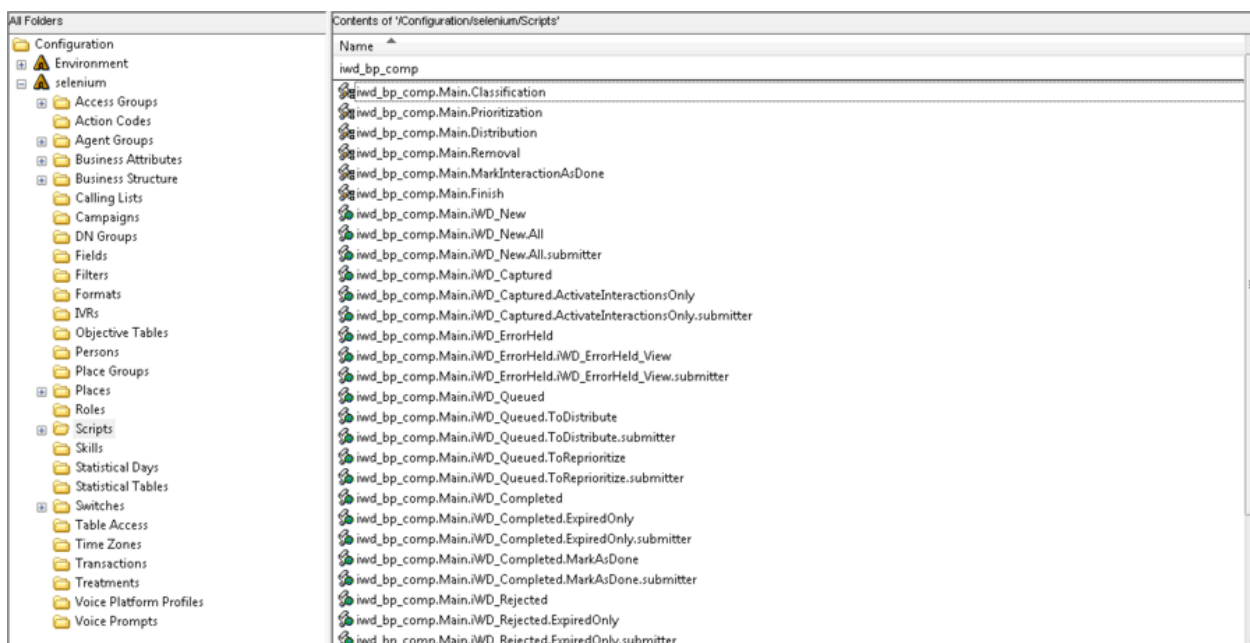 All Folders
Configuration
Environment
selenium
Access Groups
Action Codes
Agent Groups
Business Attributes
Business Structure
Calling Lists
Campaigns
DN Groups
Fields
Filters
Formats
IVRs
Objective Tables
Persons
Place Groups
Places
Roles
Scripts
Skills
Statistical Days
Statistical Tables
Switches
Table Access
Time Zones
Transactions
Treatments
Voice Platform Profiles
Voice Prompts
Contents of '/Configuration/selenium/Scripts'
Name
iwd_bp_comp
iwd_bp_comp.Main.Classification
iwd_bp_comp.Main.Prioritization
iwd_bp_comp.Main.Distribution
iwd_bp_comp.Main.Removal
iwd_bp_comp.Main.MarkInteractionAsDone
iwd_bp_comp.Main.Finish
iwd_bp_comp.Main.iWD_New
iwd_bp_comp.Main.iWD_New.All
iwd_bp_comp.Main.iWD_New.All.submitter
iwd_bp_comp.Main.iWD_Captured
iwd_bp_comp.Main.iWD_Captured.ActivateInteractionsOnly
iwd_bp_comp.Main.iWD_Captured.ActivateInteractionsOnly.submitter
iwd_bp_comp.Main.iWD_ErrorHeld
iwd_bp_comp.Main.iWD_ErrorHeld.iWD_ErrorHeld_View
iwd_bp_comp.Main.iWD_ErrorHeld.iWD_ErrorHeld_View.submitter
iwd_bp_comp.Main.iWD_Queued
iwd_bp_comp.Main.iWD_Queued.ToDistribute
iwd_bp_comp.Main.iWD_Queued.ToDistribute.submitter
iwd_bp_comp.Main.iWD_Queued.ToReprioritize
iwd_bp_comp.Main.iWD_Queued.ToReprioritize.submitter
iwd_bp_comp.Main.iWD_Completed
iwd_bp_comp.Main.iWD_Completed.ExpiredOnly
iwd_bp_comp.Main.iWD_Completed.ExpiredOnly.submitter
iwd_bp_comp.Main.iWD_Completed.MarkAsDone
iwd_bp_comp.Main.iWD_Completed.MarkAsDone.submitter
iwd_bp_comp.Main.iWD_Rejected
iwd_bp_comp.Main.iWD_Rejected.ExpiredOnly
iwd_bp_comp.Main.iWD_Rejected.ExpiredOnly.submitter